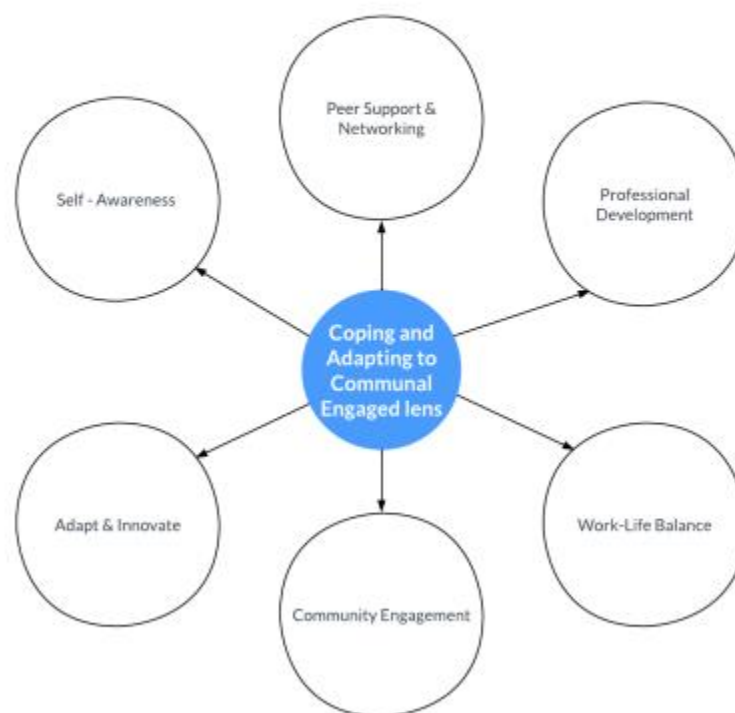 Peer Support &
Networking
Self - Awareness
Professional
Development
Coping and
Adapting to
Communal
Engaged lens
Adapt & Innovate
Work-Life Balance
Community Engagement